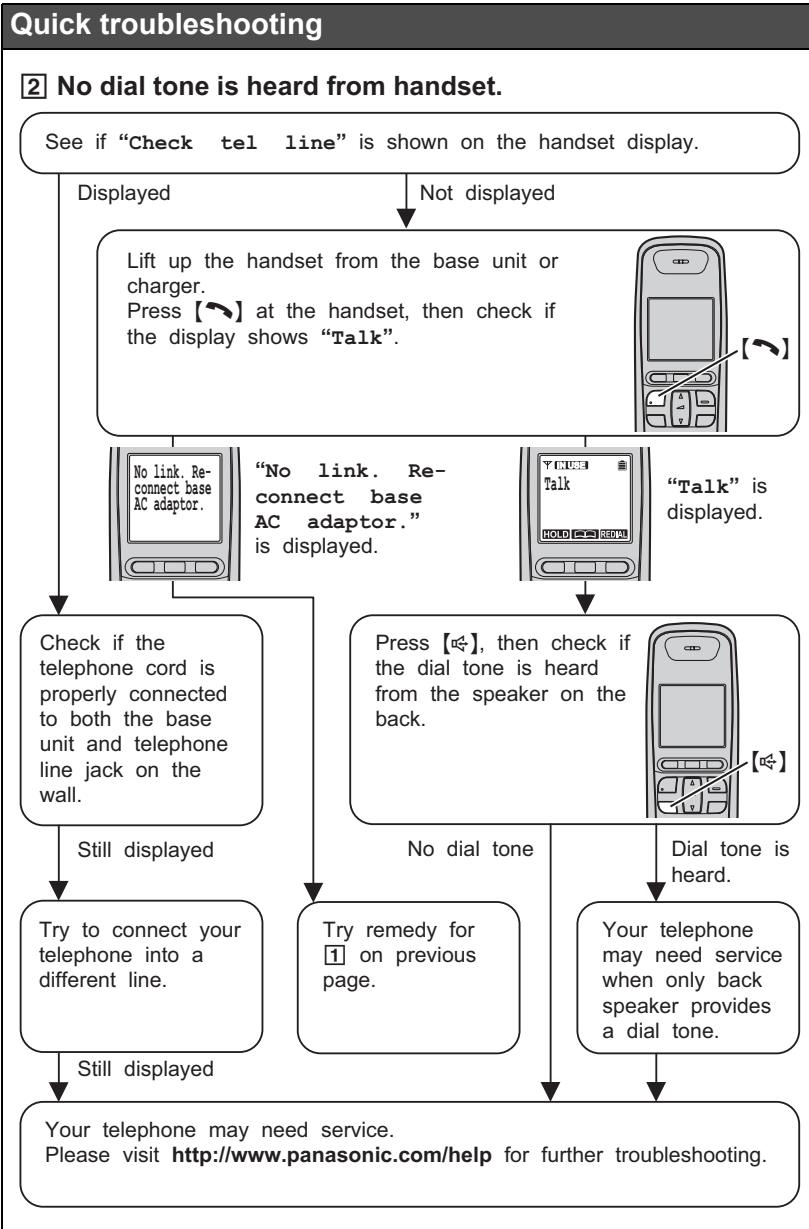 Quick troubleshooting
2 No dial tone is heard from handset.
See if “Check tel line” is shown on the handset display.
Displayed
Not displayed
Lift up the handset from the base unit or
charger.
Press 【 】 at the handset, then check if
the display shows “Talk”.
【 】
No link. Re-
connect base
AC adaptor.
“No link. Re-
connect base
AC adaptor.”
is displayed.
IN USE
Talk
HOLD REDIAL
“Talk” is
displayed.
Check if the
telephone cord is
properly connected
to both the base
unit and telephone
line jack on the
wall.
Press 【 】, then check if
the dial tone is heard
from the speaker on the
back.
【 】
Still displayed
No dial tone
Dial tone is
heard.
Try to connect your
telephone into a
different line.
Try remedy for
1 on previous
page.
Your telephone
may need service
when only back
speaker provides
a dial tone.
Still displayed
Your telephone may need service.
Please visit http://www.panasonic.com/help for further troubleshooting.